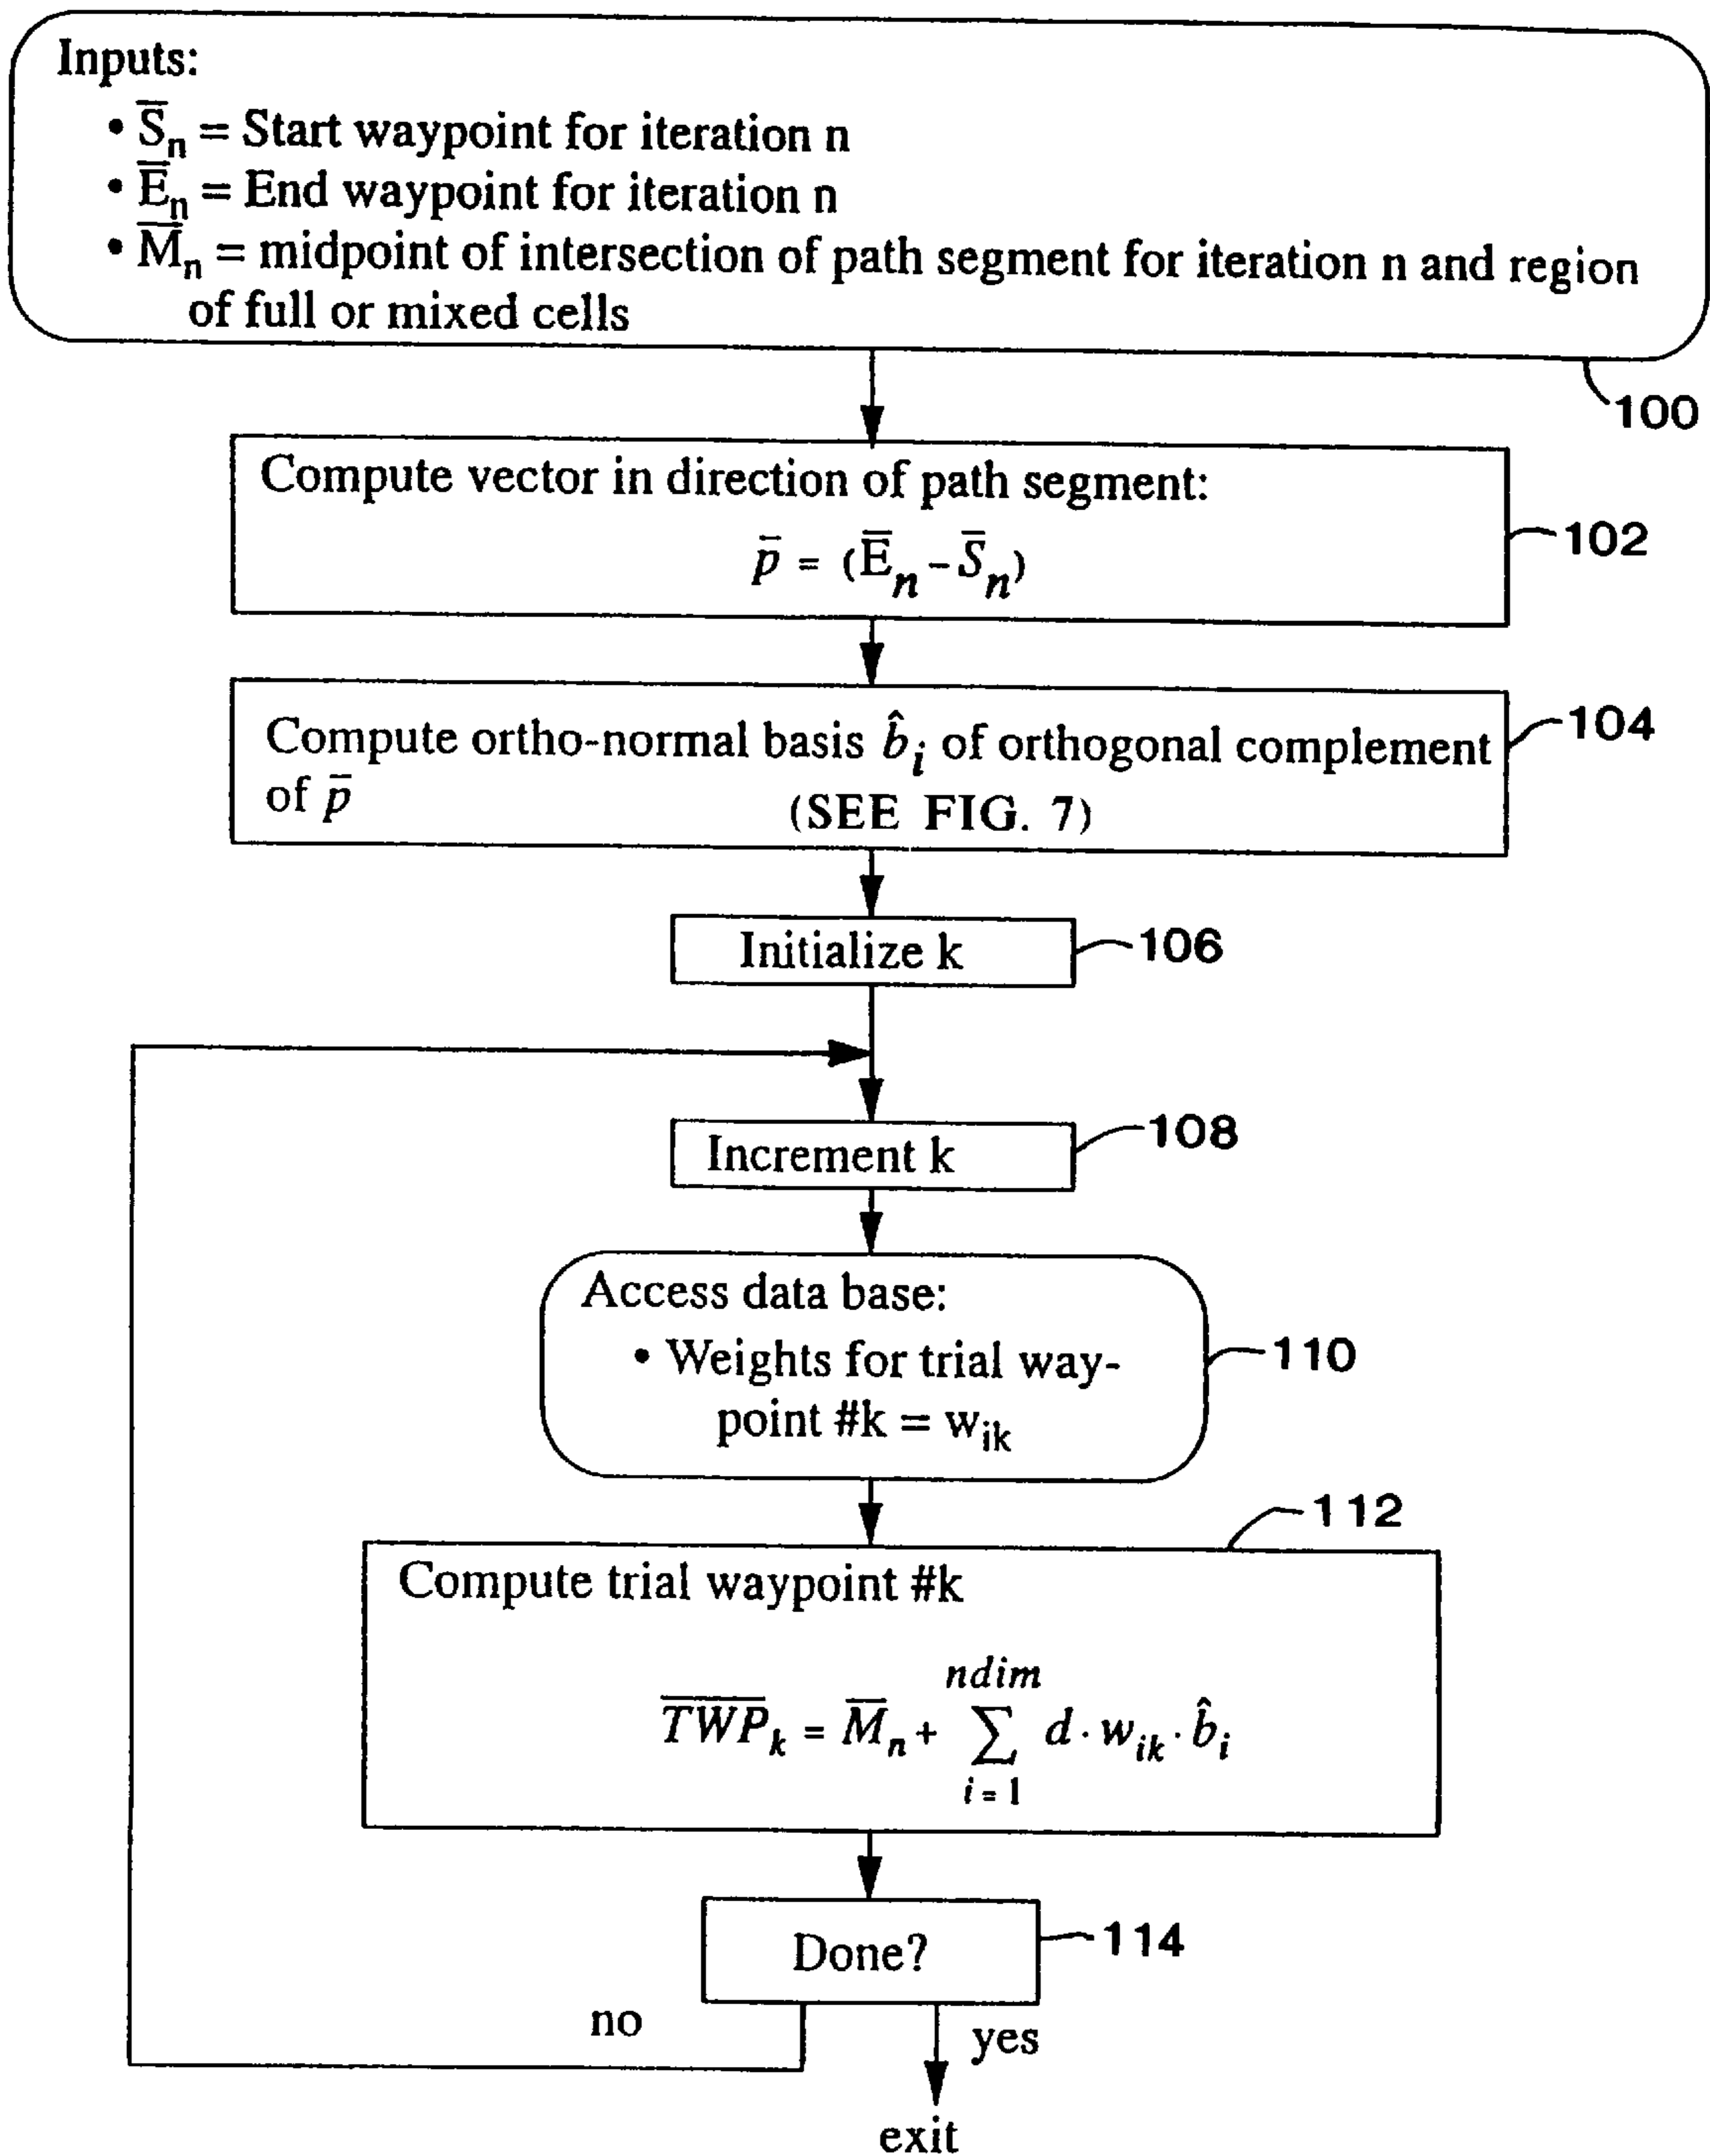 Inputs:
• S̅ₙ = Start waypoint for iteration n
• E̅ₙ = End waypoint for iteration n
• M̅ₙ = midpoint of intersection of path segment for iteration n and region
of full or mixed cells
100
Compute vector in direction of path segment:
p̄ = (E̅ₙ - S̅ₙ)
102
Compute ortho-normal basis b̂ᵢ of orthogonal complement
of p̄
(SEE FIG. 7)
104
Initialize k
106
Increment k
108
Access data base:
• Weights for trial way-
point #k = wᵢₖ
110
112
Compute trial waypoint #k
ndim
T̅W̅P̅ₖ = M̅ₙ + ∑ d · wᵢₖ · b̂ᵢ
i = 1
Done?
114
no
yes
exit